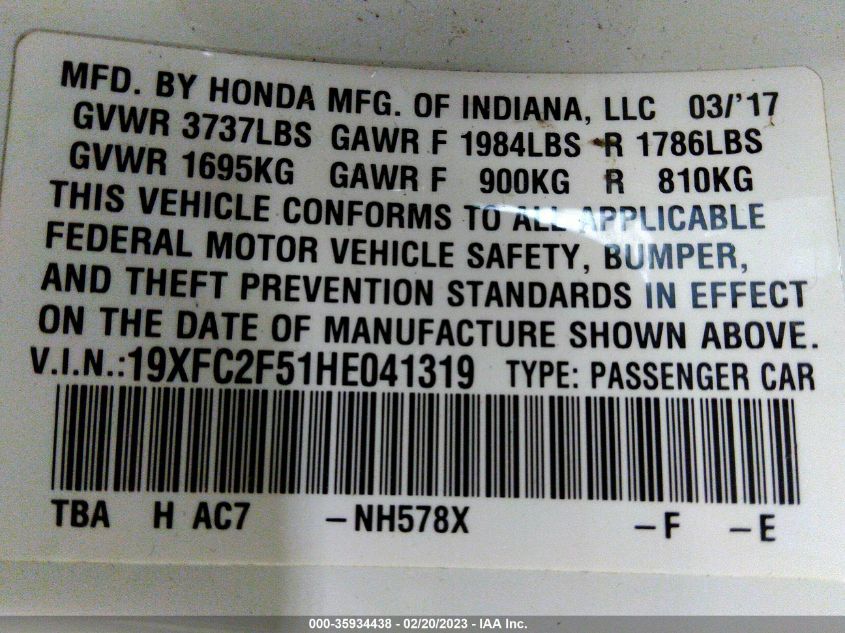 MFD. BY HONDA MFG. OF INDIANA, LLC 03/'17
GVWR 3737LBS GAWR F 1984LBS R 1786LBS
GVWR 1695KG GAWR F 900KG R 810KG
THIS VEHICLE CONFORMS TO ALL APPLICABLE
FEDERAL MOTOR VEHICLE SAFETY, BUMPER,
AND THEFT PREVENTION STANDARDS IN EFFECT
ON THE DATE OF MANUFACTURE SHOWN ABOVE.
V.I.N.:19XFC2F51HE041319 TYPE: PASSENGER CAR
TBA H AC7 -NH578X -F -E
000-35934438 - 02/20/2023 - IAA Inc.